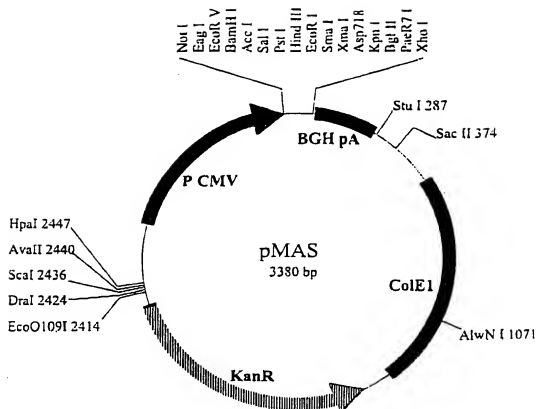 Not I
Eag I
EcoR V
BamH I
Acc I
Sal I
Pst I
Hind III
EcoR I
Sma I
Xma I
Asp718
Kpn I
Bgl II
PaeR7 I
Xho I
Stu I 287
BGH pA
Sac II 374
P CMV
HpaI 2447
AvaII 2440
ScaI 2436
DraI 2424
EcoO109I 2414
pMAS
3380 bp
ColE1
AlwN I 1071
KanR